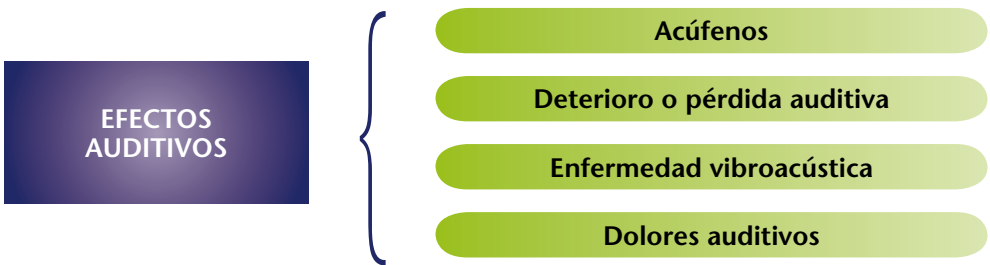 EFECTOS
AUDITIVOS
Acúfenos
Deterioro o pérdida auditiva
Enfermedad vibroacústica
Dolores auditivos